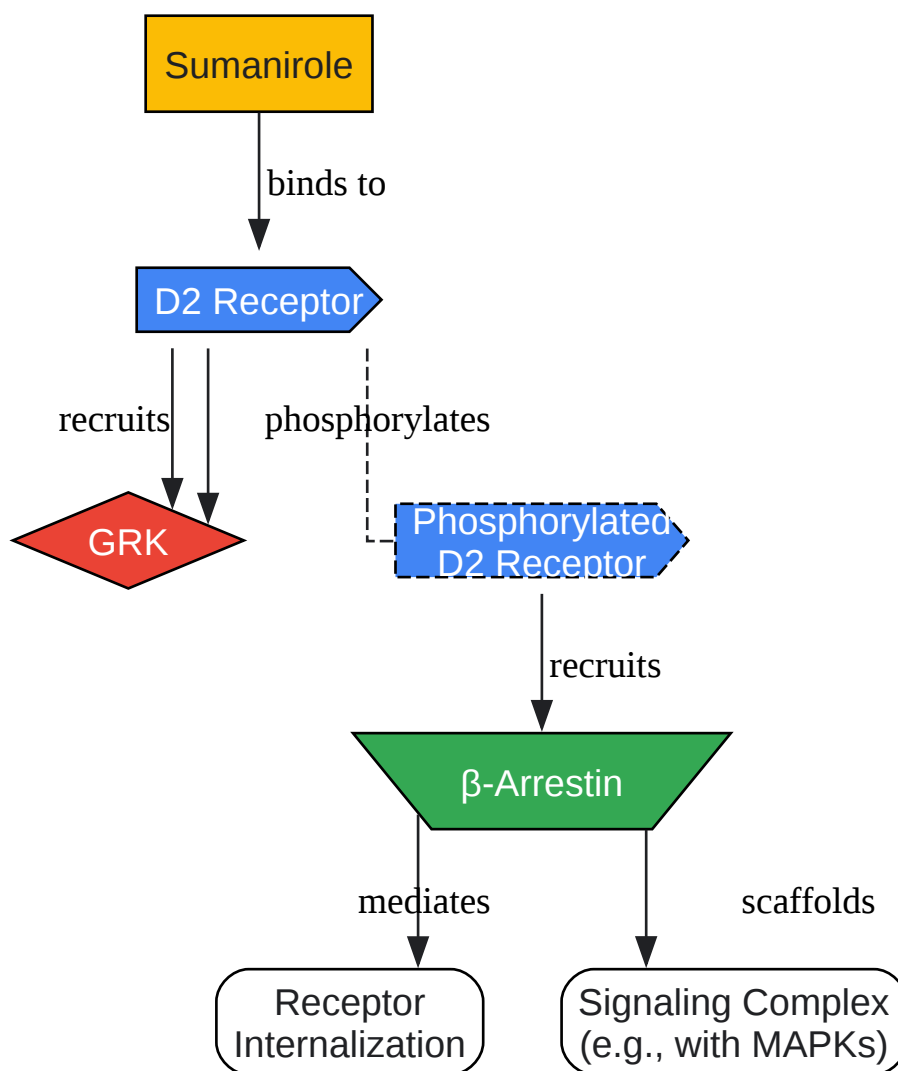 Sumanirole
binds to
D2 Receptor
recruits
phosphorylates
GRK
Phosphorylated
D2 Receptor
recruits
β-Arrestin
mediates
scaffolds
Receptor
Internalization
Signaling Complex
(e.g., with MAPKs)